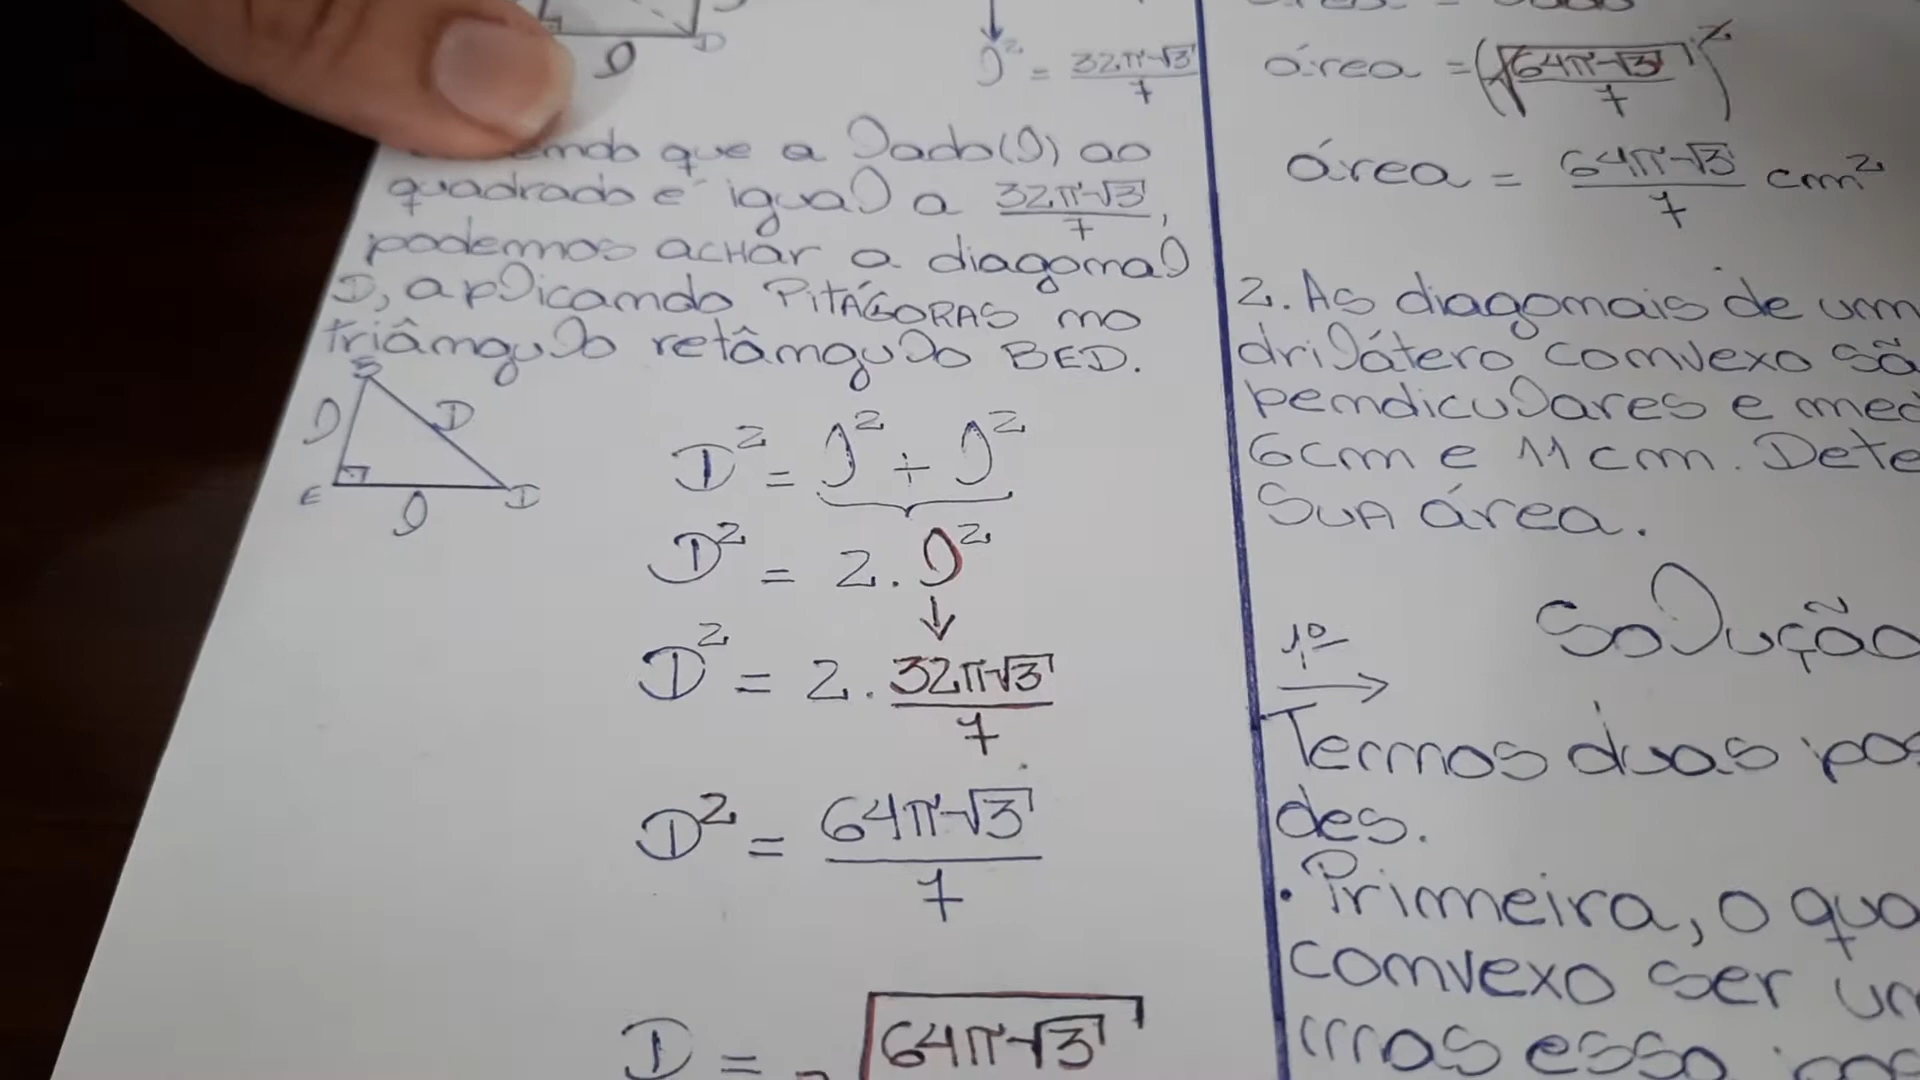 D
l
l² = 32π√3/7
que a lado(l) ao
quadrado é igual a 32π√3/7,
podemos acHar a diagonal
D, aplicando PITÁGORAS no
triângulo retângulo BED.
B
l D
E l D
D² = l² + l²
D² = 2.l²
↓
D² = 2.32π√3/7
D² = 64π√3/7
D = √64π√3
área = (√64π√3/7)²
área = 64π√3/7 cm²
2. As diagonais de um
drilátero convexo sã
pendiculares e med
6cm e 11cm. Dete
SUA área.
1º → Solução
Temos duas pos
des.
• Primeira, o qua
convexo ser um